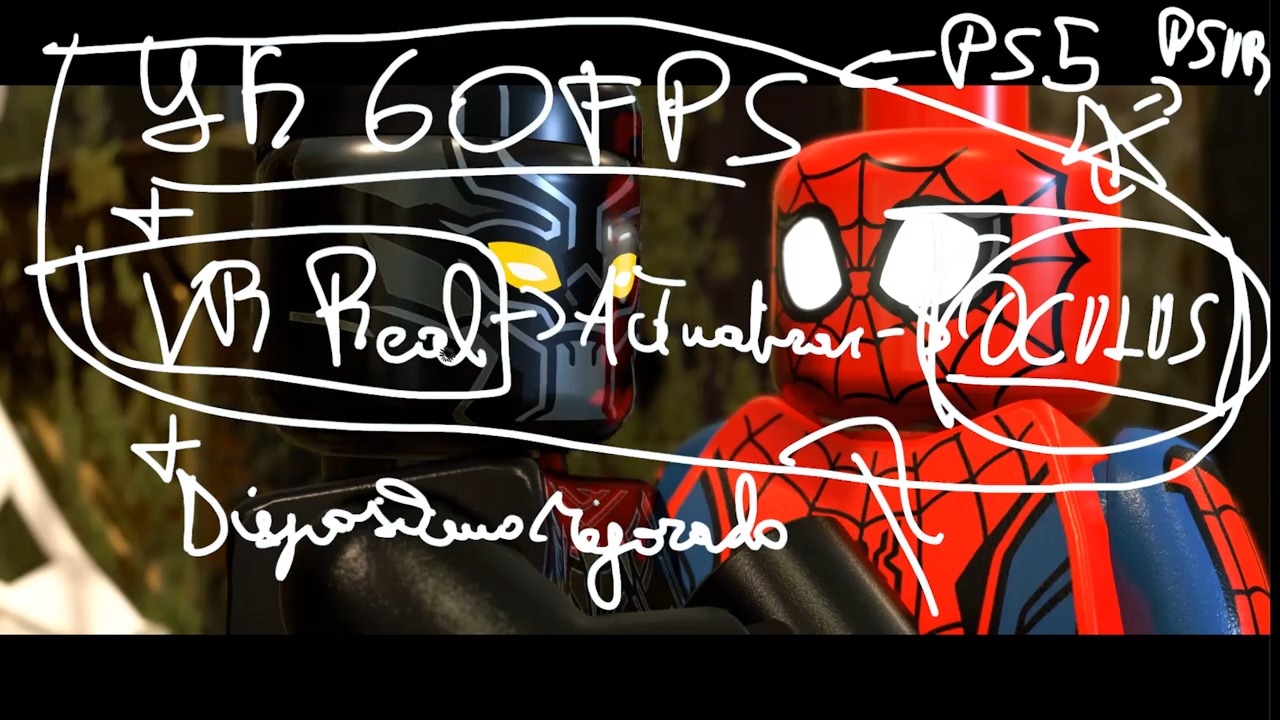 PS5 PSVR
4K 60FPS
VR Real → Actualizar → OCULUS
Dispositivo Mejorado